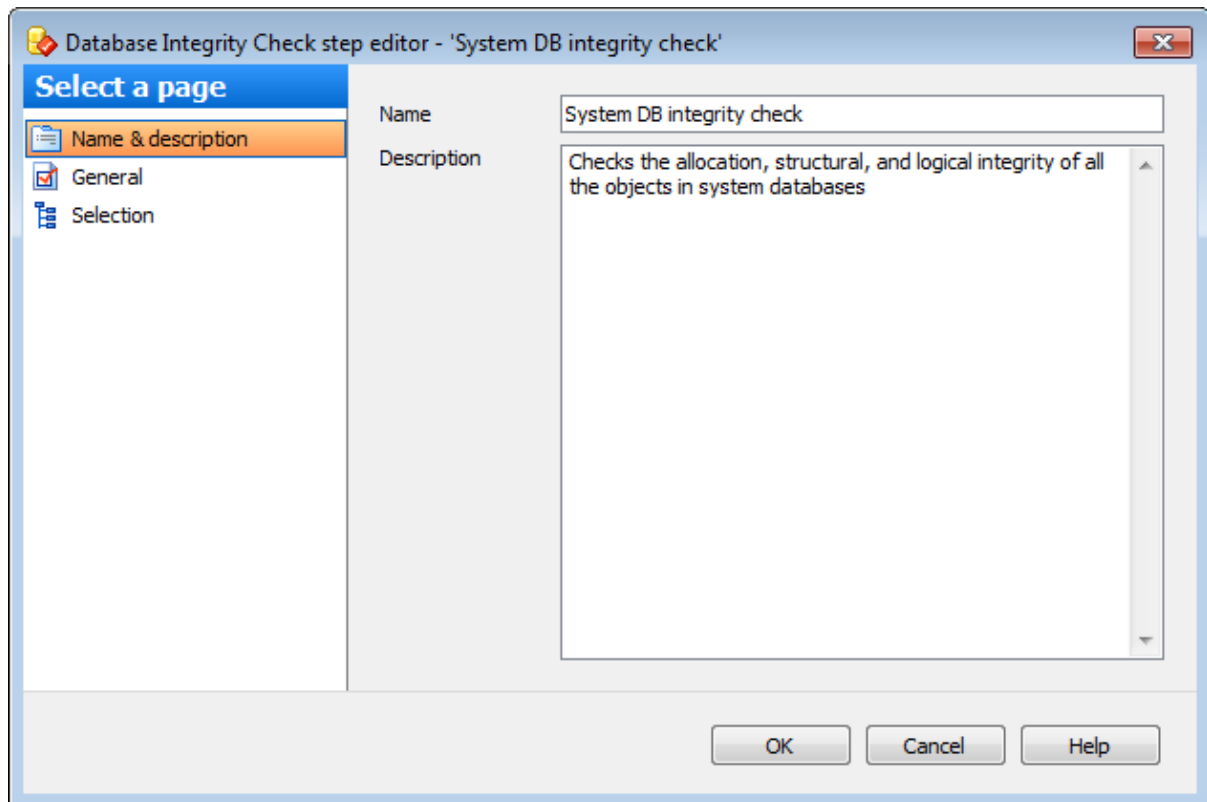 Database Integrity Check step editor - 'System DB integrity check'
Select a page
Name & description
General
Selection
Name
System DB integrity check
Description
Checks the allocation, structural, and logical integrity of all
the objects in system databases
OK
Cancel
Help